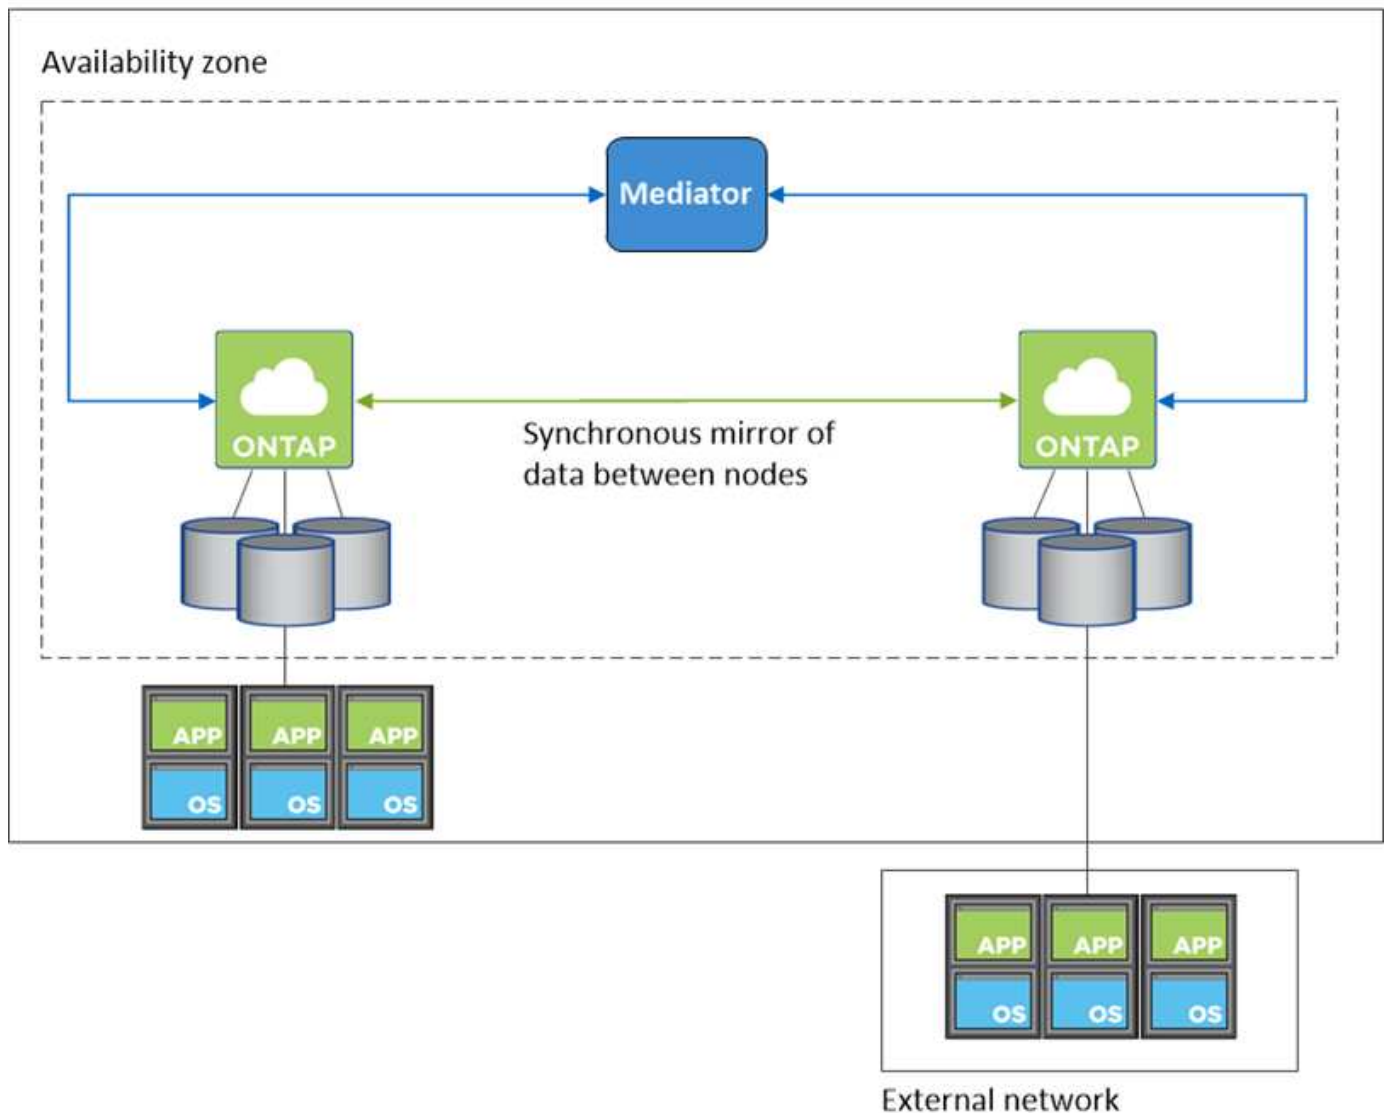 Availability zone
Mediator
ONTAP
ONTAP
Synchronous mirror of
data between nodes
APP
APP
APP
OS
OS
OS
APP
APP
APP
OS
OS
OS
External network